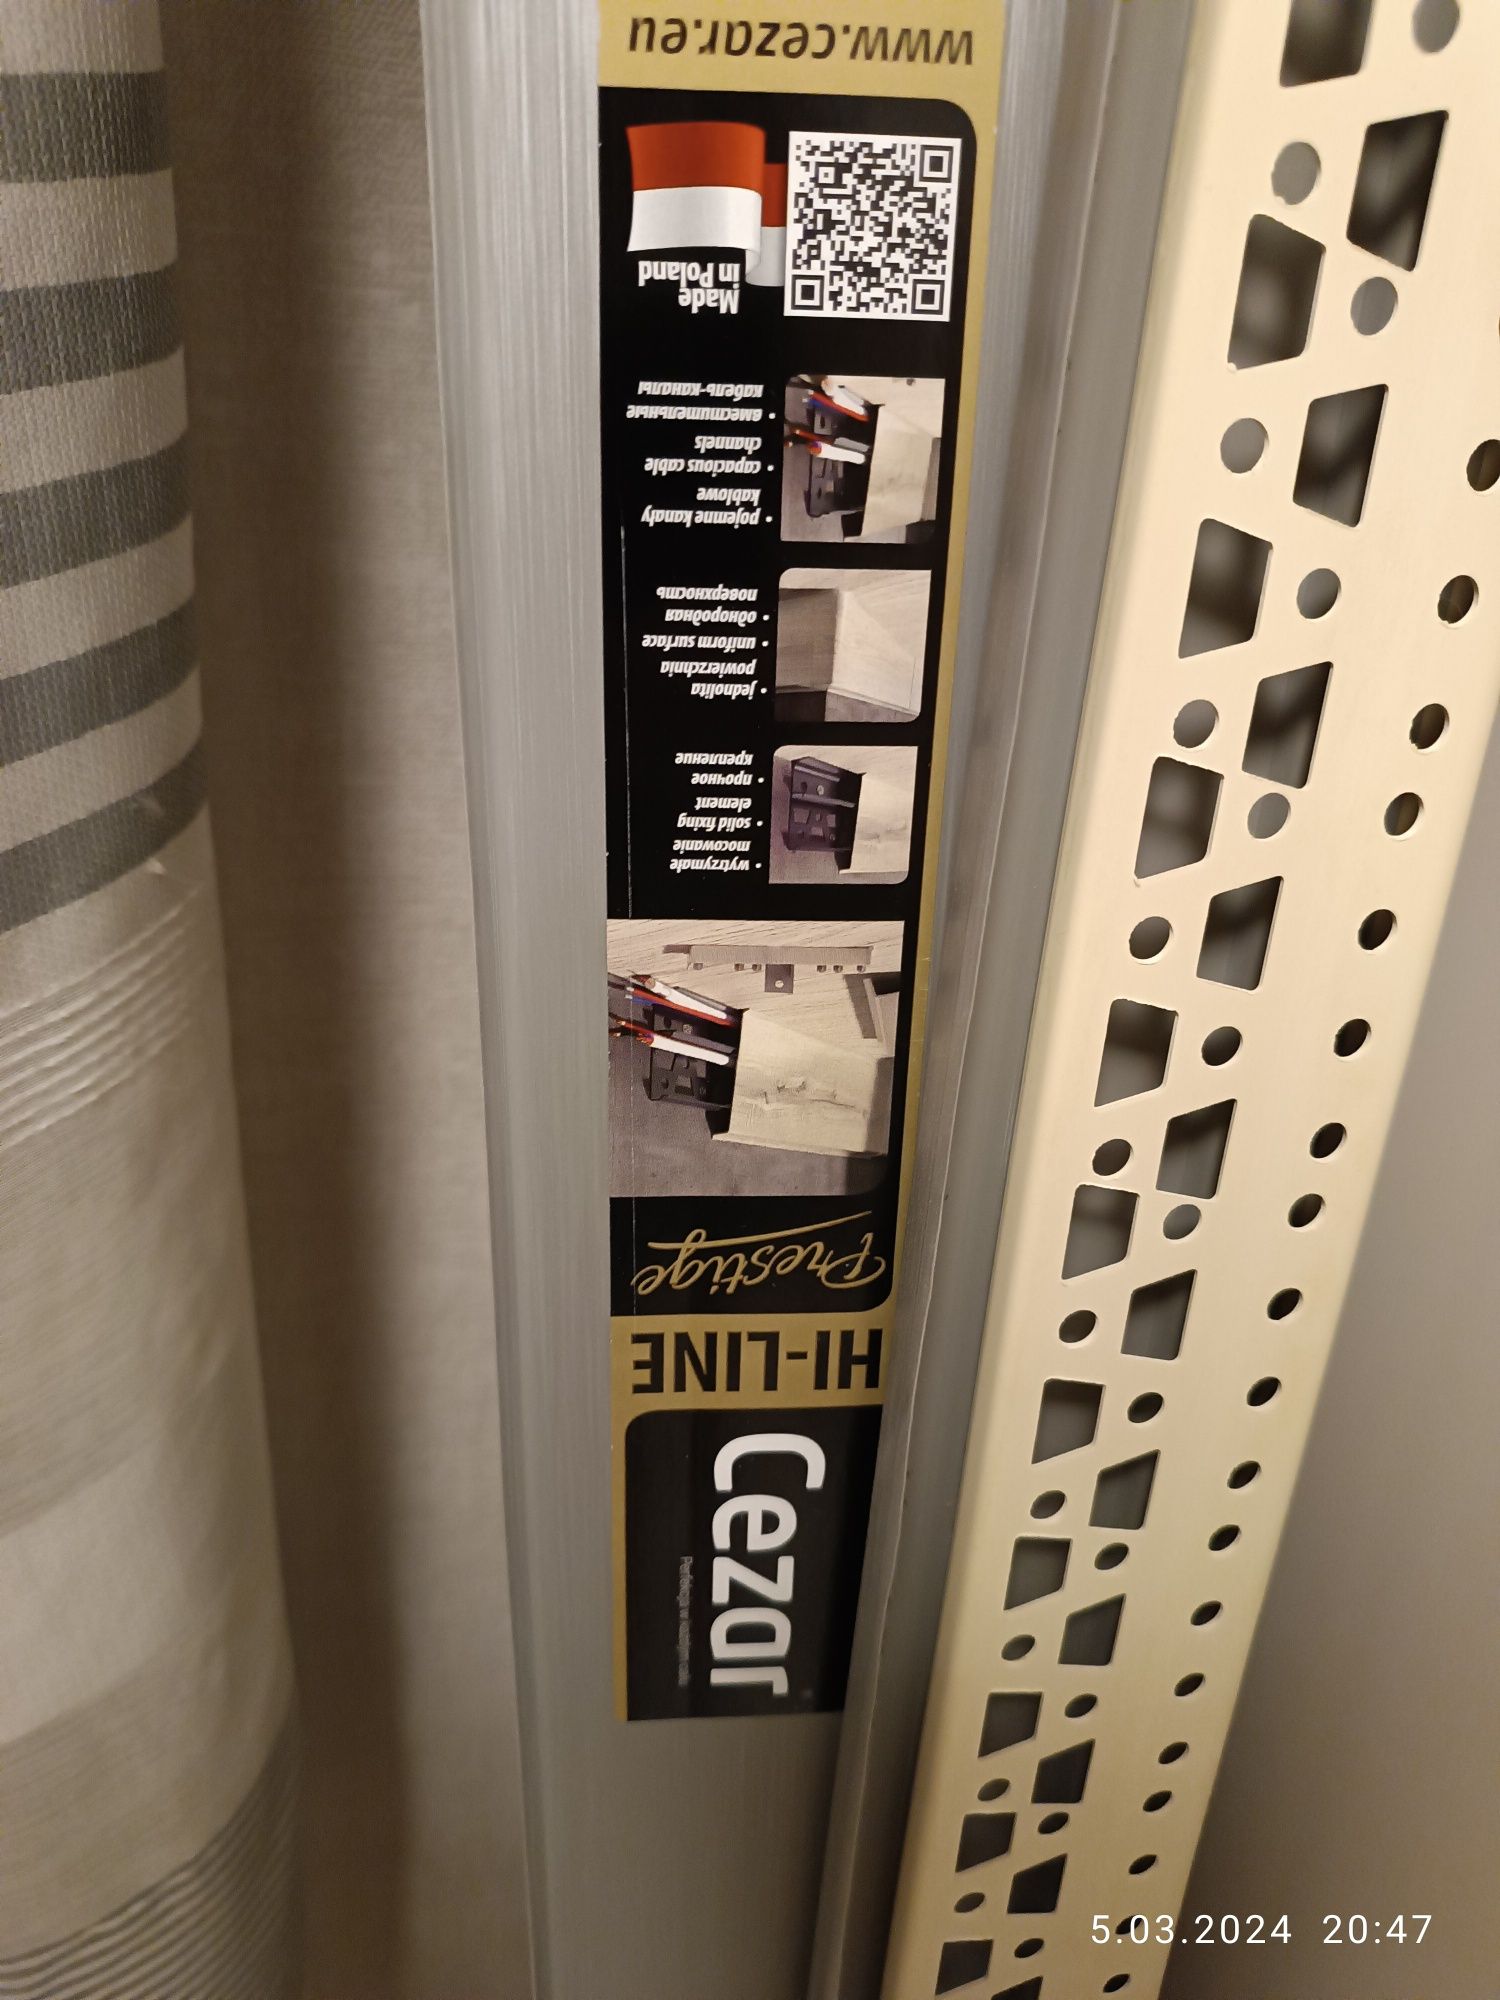 Cezar
HI-LINE
Prestige
• wytrzymałe
mocowanie
• solid fixing
element
• прочное
крепление
• jednolita
powierzchnia
• uniform surface
• однородная
поверхность
• pojemne kanały
kablowe
• capacious cable
channels
• вместительные
кабель-каналы
Made
in Poland
www.cezar.eu
5.03.2024 20:47